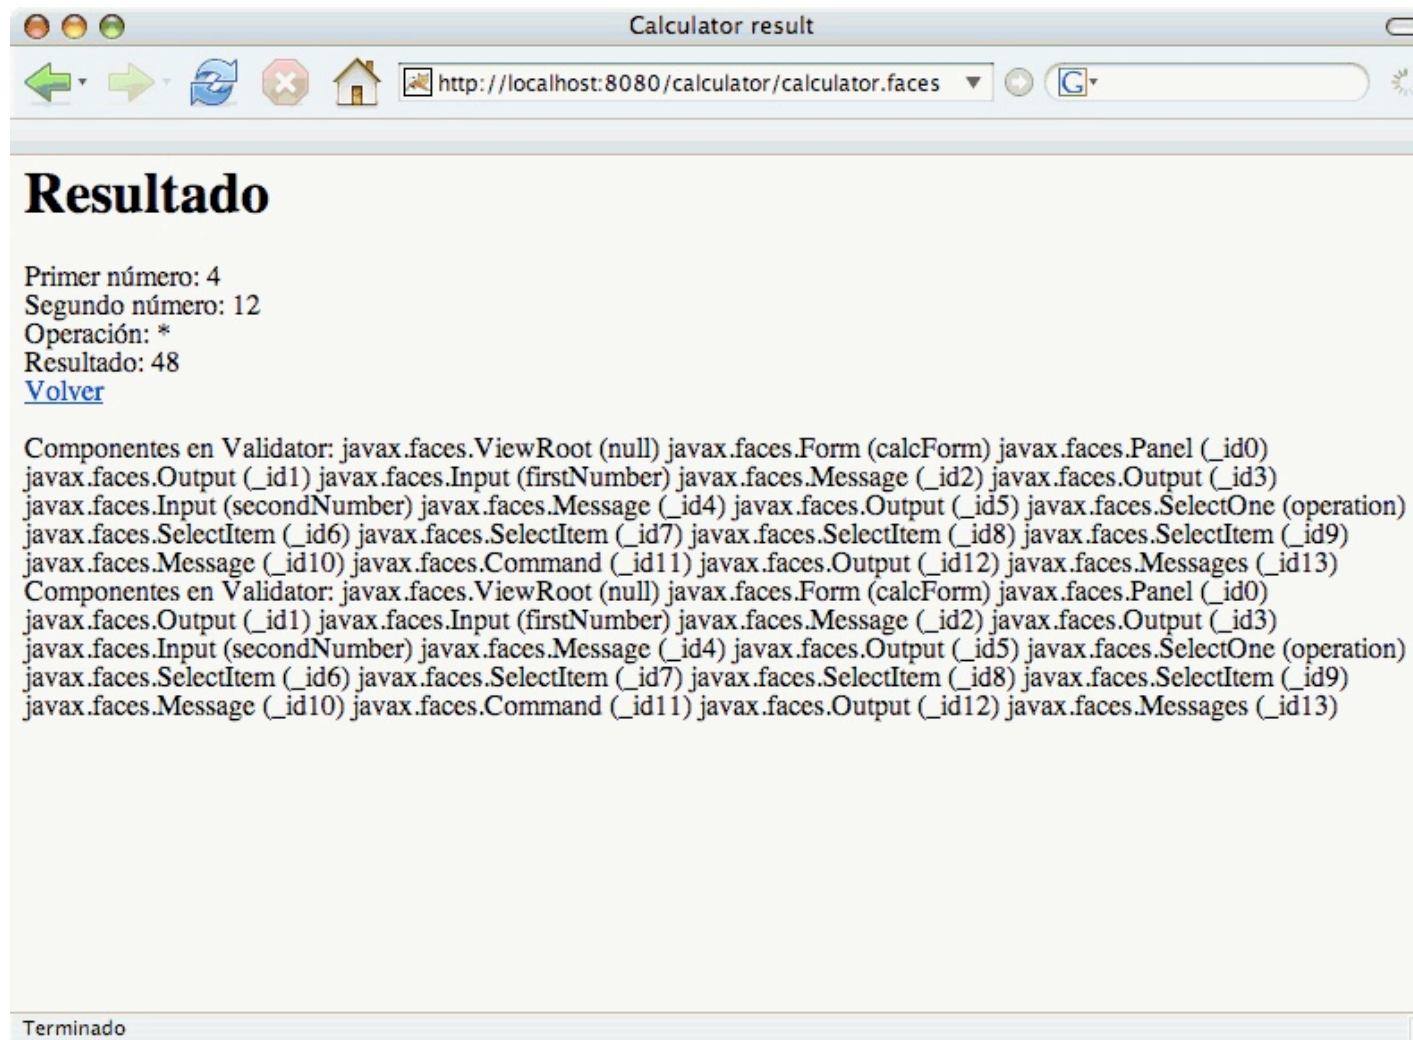 Calculator result
http://localhost:8080/calculator/calculator.faces
G
Resultado
Primer número: 4
Segundo número: 12
Operación: *
Resultado: 48
Volver
Componentes en Validator: javax.faces.ViewRoot (null) javax.faces.Form (calcForm) javax.faces.Panel (_id0)
javax.faces.Output (_id1) javax.faces.Input (firstNumber) javax.faces.Message (_id2) javax.faces.Output (_id3)
javax.faces.Input (secondNumber) javax.faces.Message (_id4) javax.faces.Output (_id5) javax.faces.SelectOne (operation)
javax.faces.SelectItem (_id6) javax.faces.SelectItem (_id7) javax.faces.SelectItem (_id8) javax.faces.SelectItem (_id9)
javax.faces.Message (_id10) javax.faces.Command (_id11) javax.faces.Output (_id12) javax.faces.Messages (_id13)
Componentes en Validator: javax.faces.ViewRoot (null) javax.faces.Form (calcForm) javax.faces.Panel (_id0)
javax.faces.Output (_id1) javax.faces.Input (firstNumber) javax.faces.Message (_id2) javax.faces.Output (_id3)
javax.faces.Input (secondNumber) javax.faces.Message (_id4) javax.faces.Output (_id5) javax.faces.SelectOne (operation)
javax.faces.SelectItem (_id6) javax.faces.SelectItem (_id7) javax.faces.SelectItem (_id8) javax.faces.SelectItem (_id9)
javax.faces.Message (_id10) javax.faces.Command (_id11) javax.faces.Output (_id12) javax.faces.Messages (_id13)
Terminado